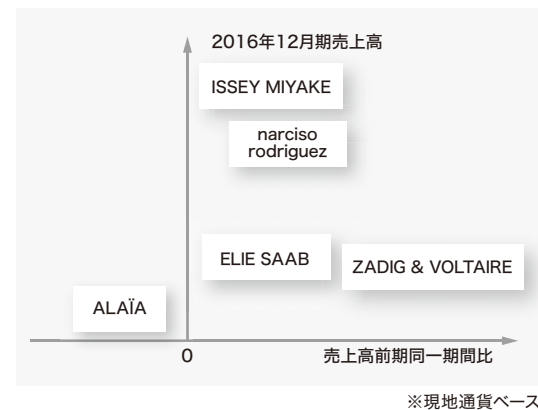 2016年12月期売上高
ISSEY MIYAKE
narciso
rodriguez
ELIE SAAB
ZADIG & VOLTAIRE
ALAÏA
0
売上高前期同一期間比
※現地通貨ベース